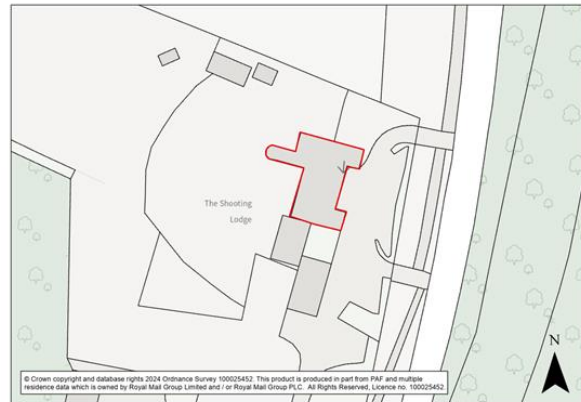 The Shooting
Lodge
N
© Crown copyright and database rights 2024 Ordnance Survey 100025452. This product is produced in part from PAF and multiple
residence data which is owned by Royal Mail Group Limited and / or Royal Mail Group PLC. All Rights Reserved, Licence no. 100025452.